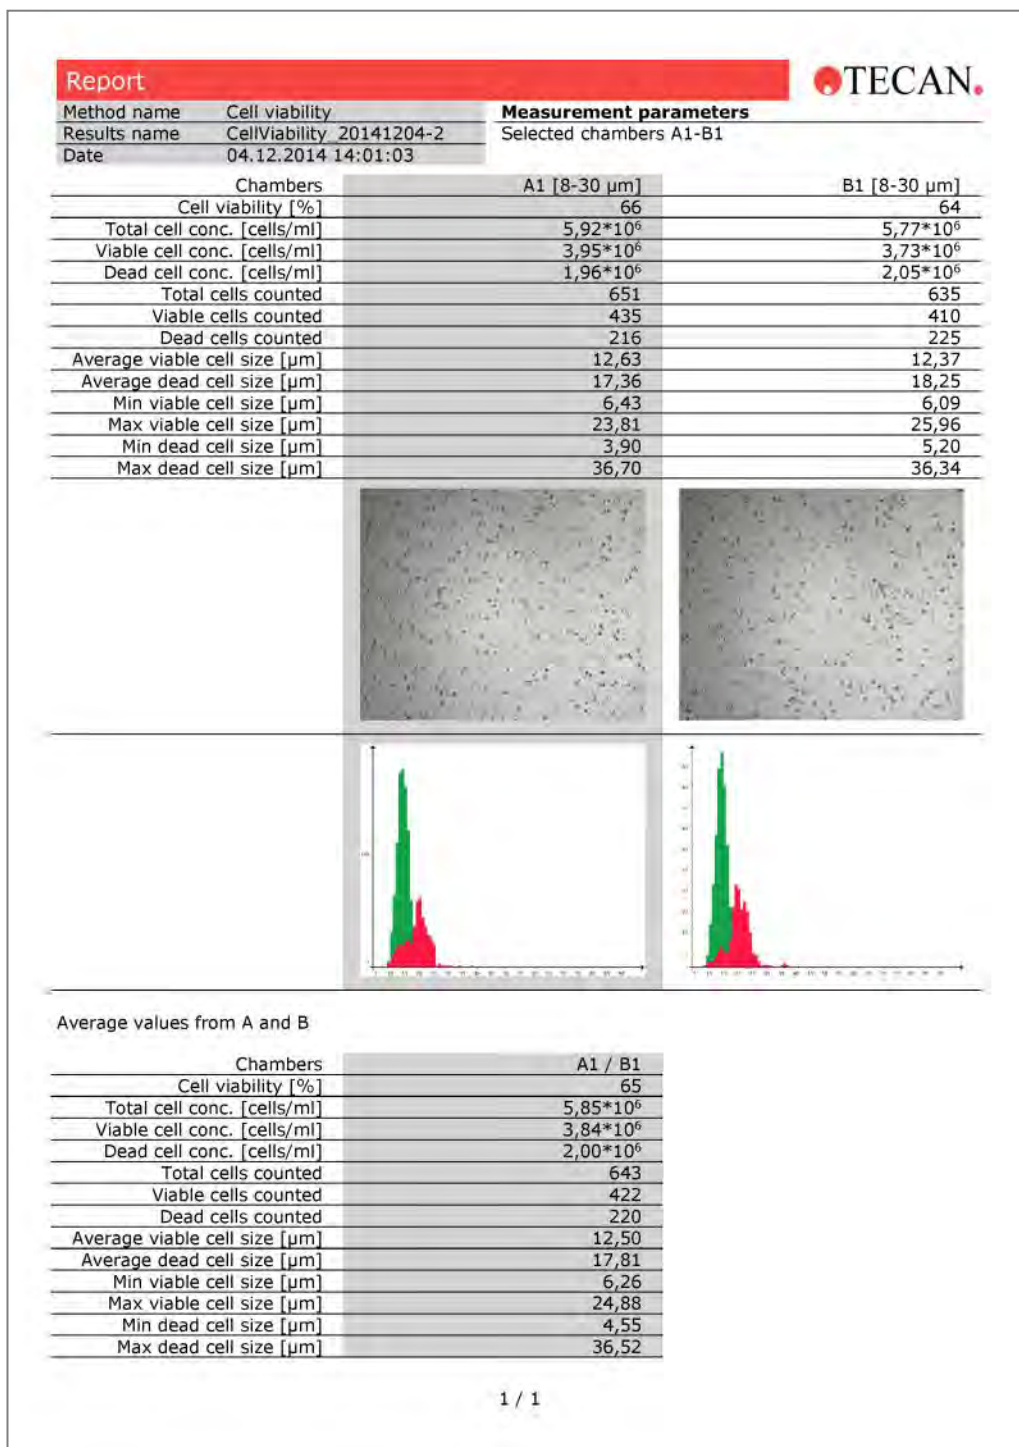 Report
TECAN.
Method name Cell viability Measurement parameters
Results name CellViability_20141204-2 Selected chambers A1-B1
Date 04.12.2014 14:01:03
Chambers A1 [8-30 µm] B1 [8-30 µm]
Cell viability [%] 66 64
Total cell conc. [cells/ml] 5,92*10⁶ 5,77*10⁶
Viable cell conc. [cells/ml] 3,95*10⁶ 3,73*10⁶
Dead cell conc. [cells/ml] 1,96*10⁶ 2,05*10⁶
Total cells counted 651 635
Viable cells counted 435 410
Dead cells counted 216 225
Average viable cell size [µm] 12,63 12,37
Average dead cell size [µm] 17,36 18,25
Min viable cell size [µm] 6,43 6,09
Max viable cell size [µm] 23,81 25,96
Min dead cell size [µm] 3,90 5,20
Max dead cell size [µm] 36,70 36,34
Average values from A and B
Chambers A1 / B1
Cell viability [%] 65
Total cell conc. [cells/ml] 5,85*10⁶
Viable cell conc. [cells/ml] 3,84*10⁶
Dead cell conc. [cells/ml] 2,00*10⁶
Total cells counted 643
Viable cells counted 422
Dead cells counted 220
Average viable cell size [µm] 12,50
Average dead cell size [µm] 17,81
Min viable cell size [µm] 6,26
Max viable cell size [µm] 24,88
Min dead cell size [µm] 4,55
Max dead cell size [µm] 36,52
1 / 1